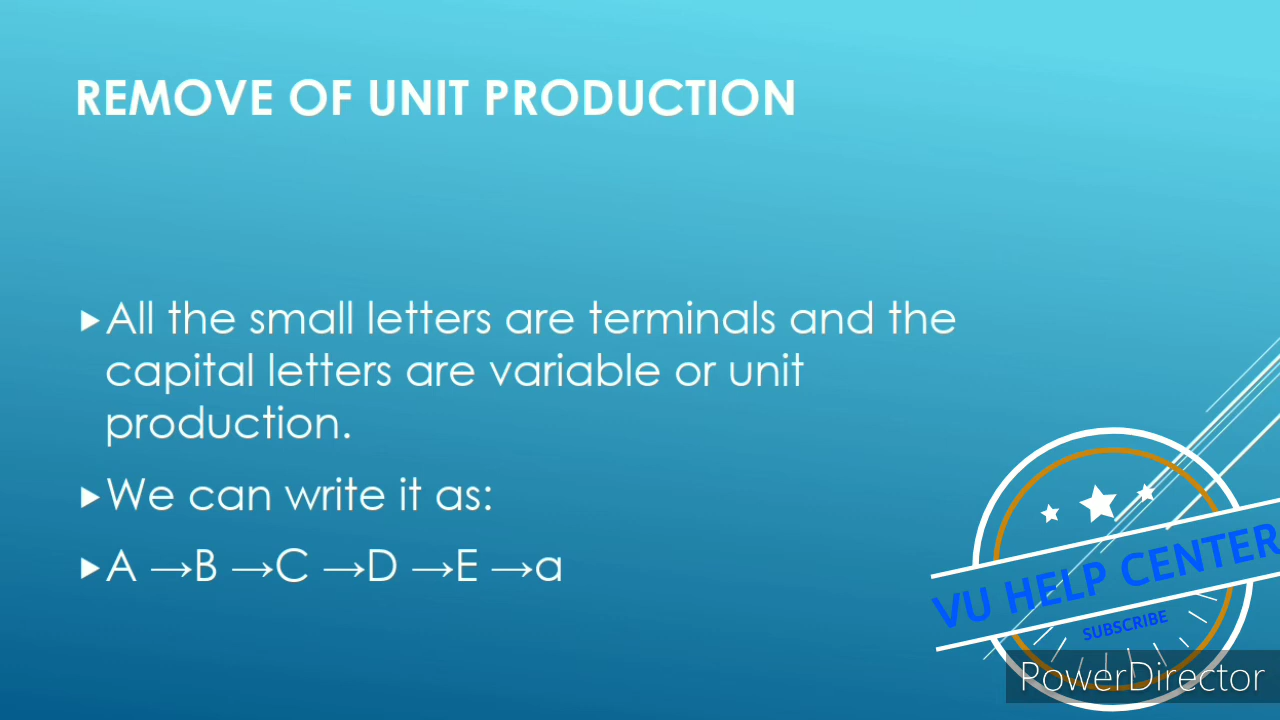 REMOVE OF UNIT PRODUCTION
▶All the small letters are terminals and the
capital letters are variable or unit
production.
▶We can write it as:
▶A →B →C →D →E →a
VU HELP CENTER
SUBSCRIBE
PowerDirector